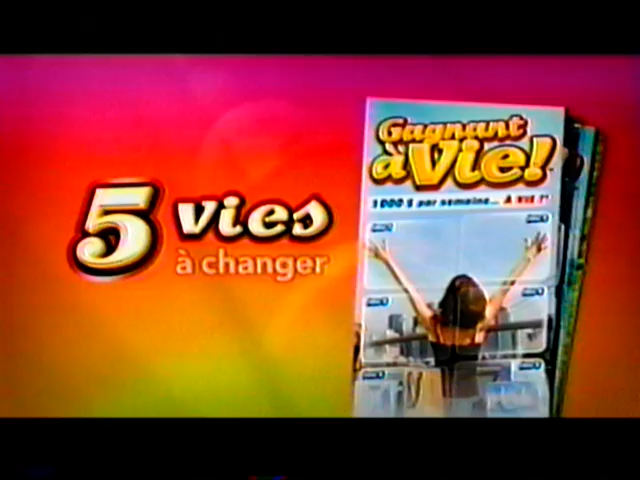 5 vies
à changer
Gagnant
à Vie!
1 000 $ par semaine... À VIE !*